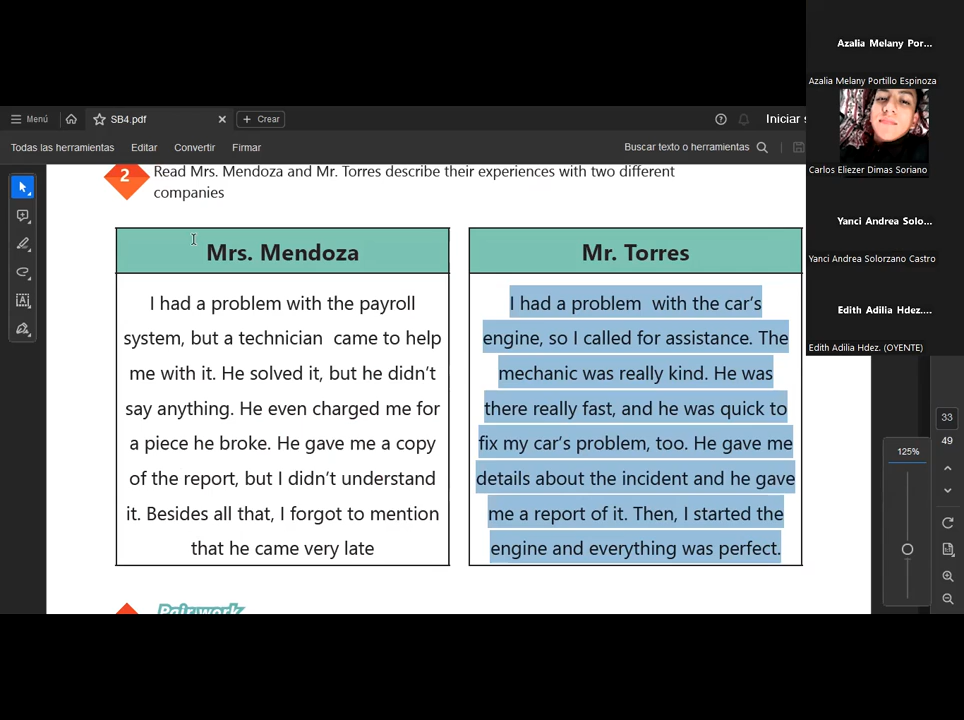 Azalia Melany Por...
Azalia Melany Portillo Espinoza
Carlos Eliezer Dimas Soriano
Yanci Andrea Solo...
Yanci Andrea Solorzano Castro
Edith Adilia Hdez....
Edith Adilia Hdez. (OYENTE)
Menú
SB4.pdf
Crear
Iniciar s
Todas las herramientas
Editar
Convertir
Firmar
Buscar texto o herramientas
2
Read Mrs. Mendoza and Mr. Torres describe their experiences with two different
companies
Mrs. Mendoza
I had a problem with the payroll
system, but a technician came to help
me with it. He solved it, but he didn't
say anything. He even charged me for
a piece he broke. He gave me a copy
of the report, but I didn't understand
it. Besides all that, I forgot to mention
that he came very late
Mr. Torres
I had a problem with the car's
engine, so I called for assistance. The
mechanic was really kind. He was
there really fast, and he was quick to
fix my car's problem, too. He gave me
details about the incident and he gave
me a report of it. Then, I started the
engine and everything was perfect.
Pairwork
33
49
125%